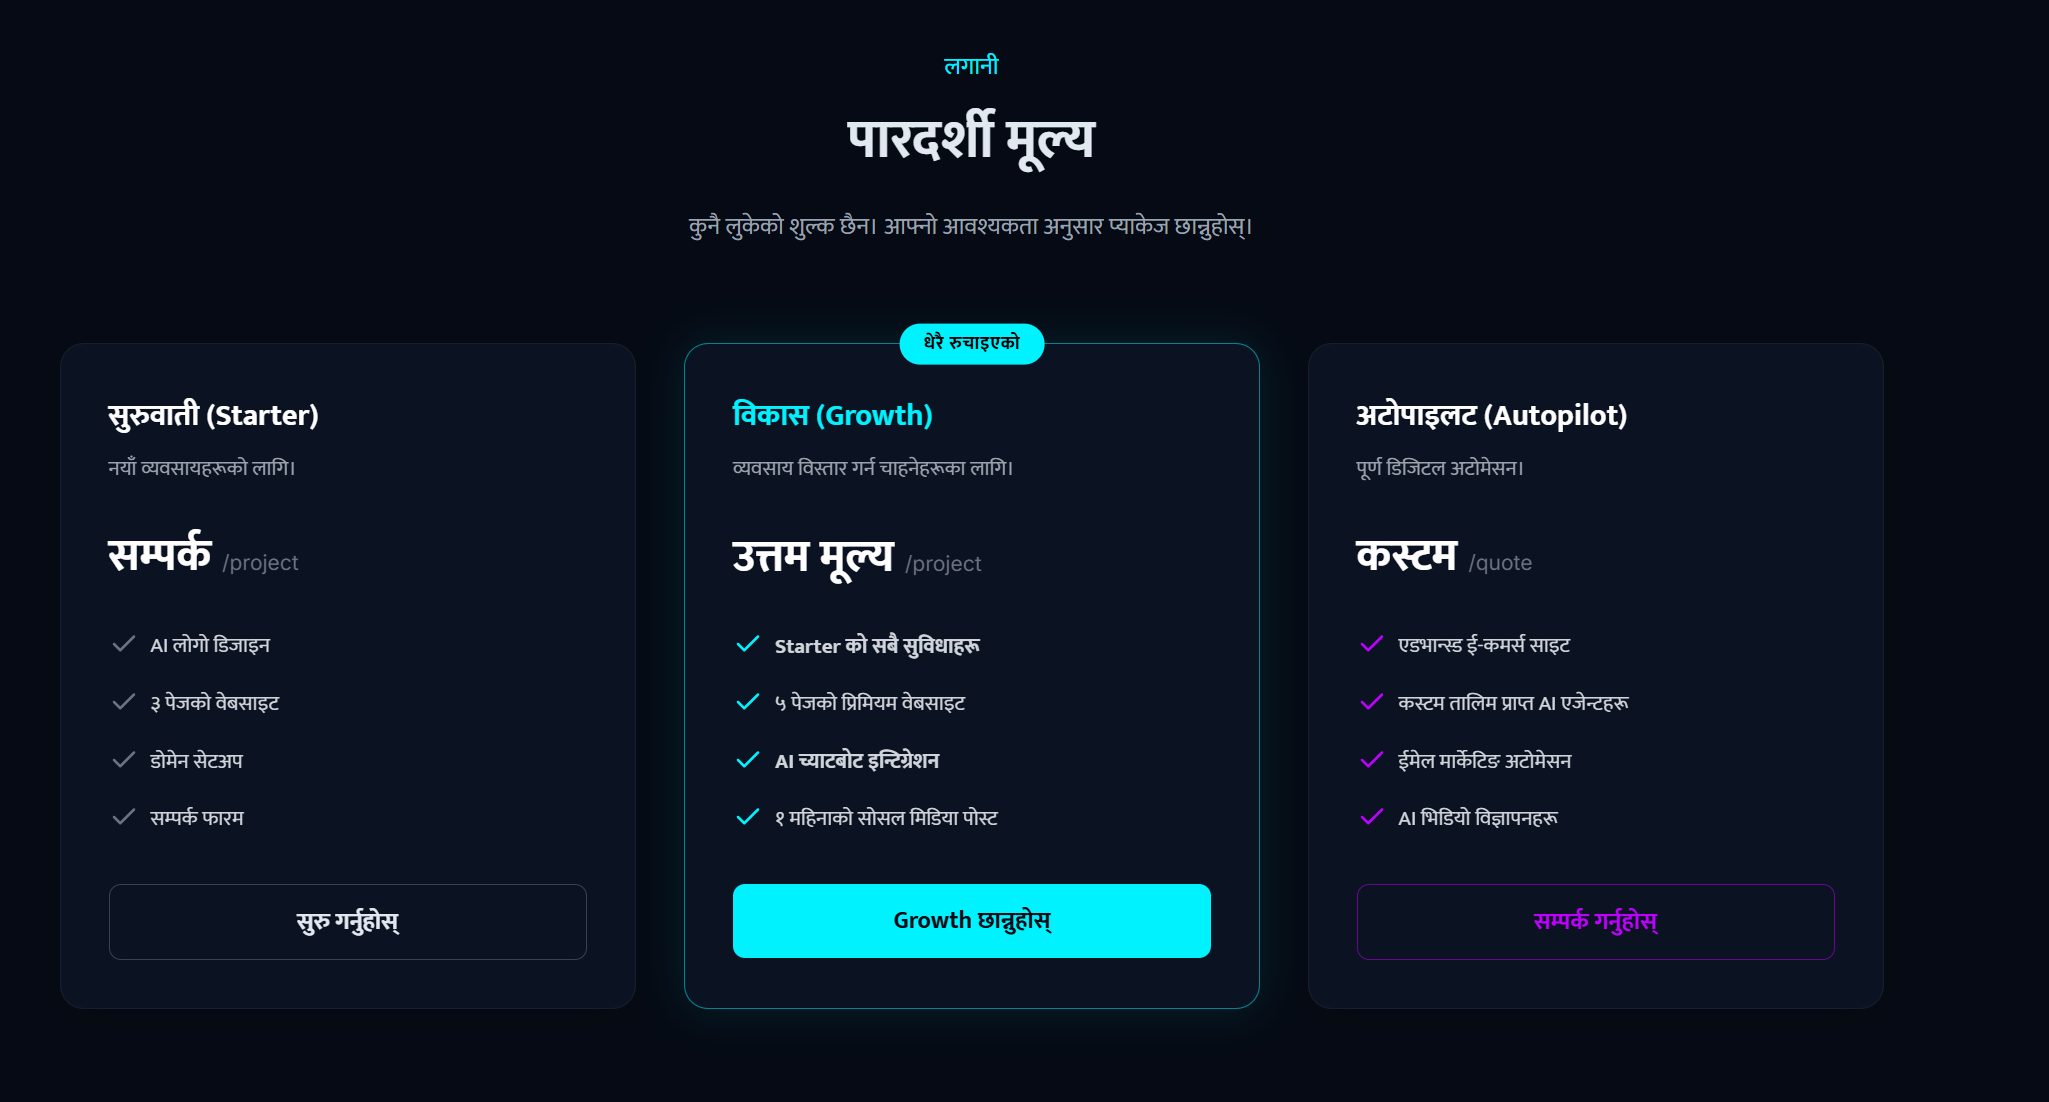 लगानी
पारदर्शी मूल्य
कुनै लुकेको शुल्क छैन। आफ्नो आवश्यकता अनुसार प्याकेज छान्नुहोस्।
सुरुवाती (Starter)
नयाँ व्यवसायहरूको लागि।
सम्पर्क /project
AI लोगो डिजाइन
३ पेजको वेबसाइट
डोमेन सेटअप
सम्पर्क फारम
सुरु गर्नुहोस्
धेरै रुचाइएको
विकास (Growth)
व्यवसाय विस्तार गर्न चाहनेहरूका लागि।
उत्तम मूल्य /project
Starter को सबै सुविधाहरू
५ पेजको प्रिमियम वेबसाइट
AI च्याटबोट इन्टिग्रेशन
१ महिनाको सोसल मिडिया पोस्ट
Growth छान्नुहोस्
अटोपाइलट (Autopilot)
पूर्ण डिजिटल अटोमेसन।
कस्टम /quote
एडभान्स्ड ई-कमर्स साइट
कस्टम तालिम प्राप्त AI एजेन्टहरू
ईमेल मार्केटिङ अटोमेसन
AI भिडियो विज्ञापनहरू
सम्पर्क गर्नुहोस्